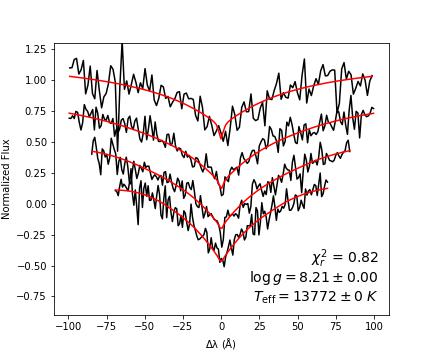 Normalized Flux
1.25
1.00
0.75
0.50
0.25
0.00
−0.25
−0.50
−0.75
χ²ᵣ = 0.82
log g = 8.21 ± 0.00
T_eff = 13772 ± 0 K
−100 −75 −50 −25 0 25 50 75 100
Δλ (Å)